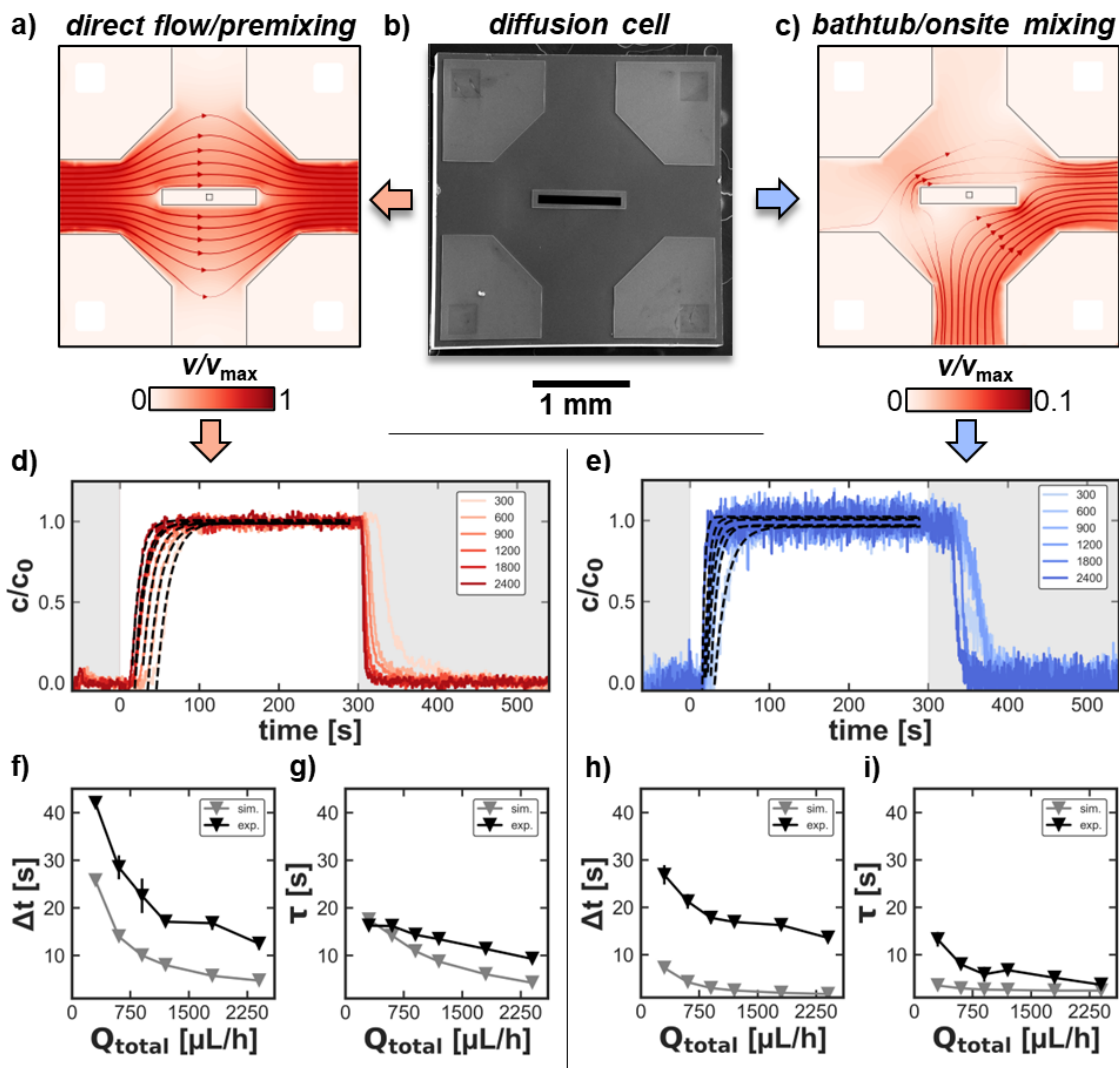 a) direct flow/premixing
b) diffusion cell
c) bathtub/onsite mixing
v/vmax
0 1
1 mm
v/vmax
0 0.1
d)
c/c0
1.0
0.5
0.0
0 100 200 300 400 500
time [s]
300
600
900
1200
1800
2400
e)
c/c0
1.0
0.5
0.0
0 100 200 300 400 500
time [s]
300
600
900
1200
1800
2400
f)
Δt [s]
40
30
20
10
0 750 1500 2250
Qtotal [μL/h]
sim.
exp.
g)
τ [s]
40
30
20
10
0 750 1500 2250
Qtotal [μL/h]
sim.
exp.
h)
Δt [s]
40
30
20
10
0 750 1500 2250
Qtotal [μL/h]
sim.
exp.
i)
τ [s]
40
30
20
10
0 750 1500 2250
Qtotal [μL/h]
sim.
exp.